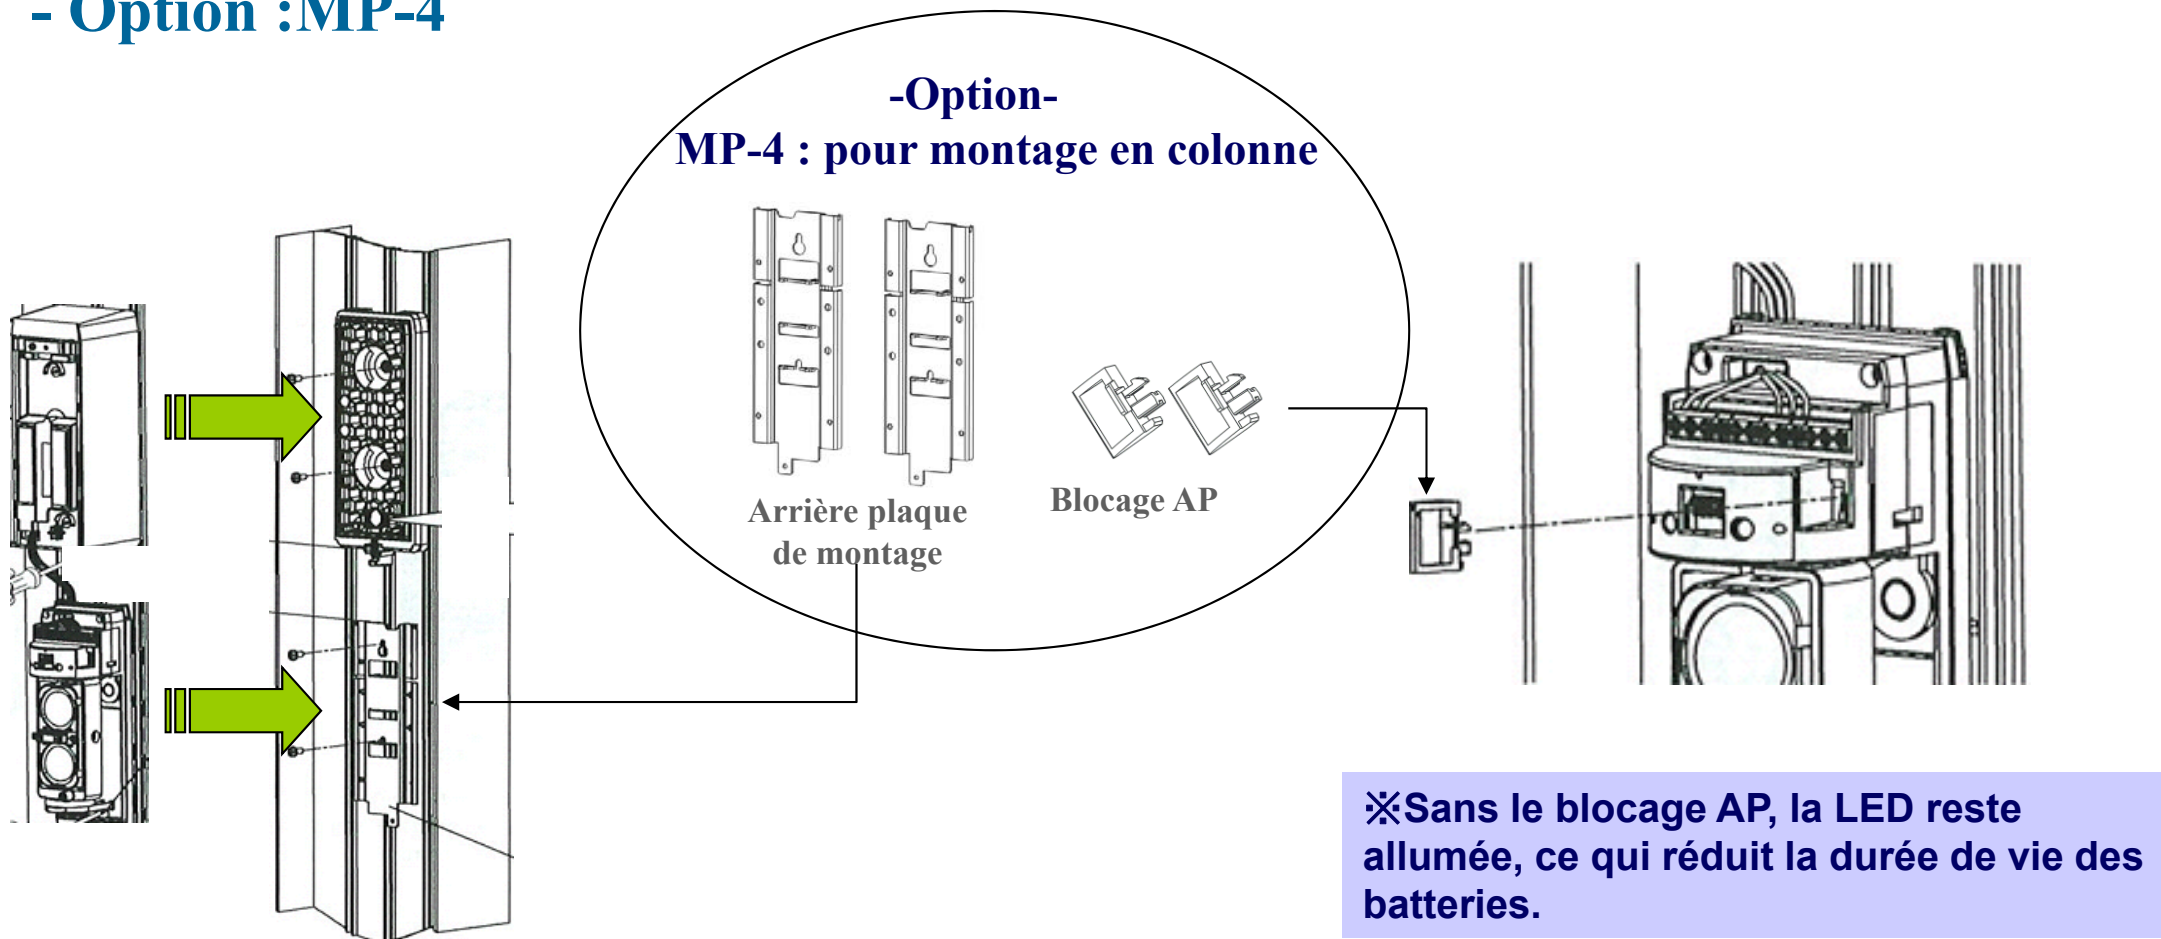 - Option :MP-4
-Option-
MP-4 : pour montage en colonne
Arrière plaque
de montage
Blocage AP
※Sans le blocage AP, la LED reste
allumée, ce qui réduit la durée de vie des
batteries.